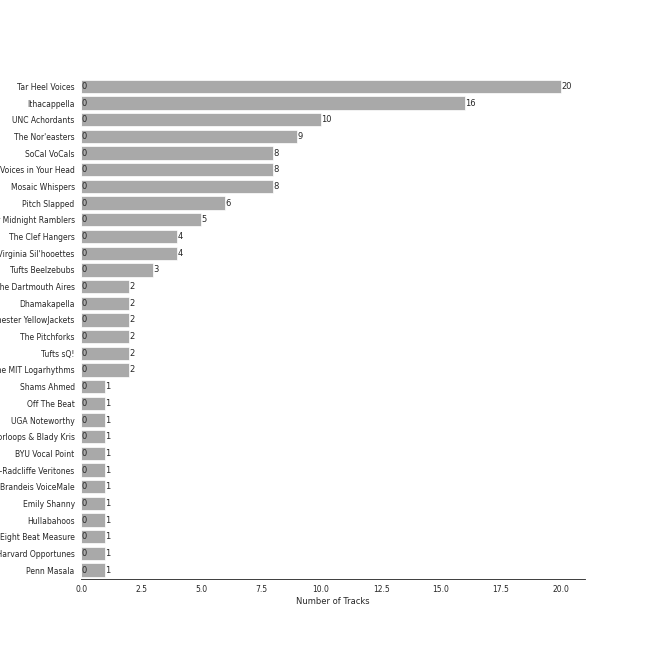 Tar Heel Voices 0 20
Ithacappella 0 16
UNC Achordants 0 10
The Nor'easters 0 9
SoCal VoCals 0 8
Voices in Your Head 0 8
Mosaic Whispers 0 8
Pitch Slapped 0 6
Midnight Ramblers 0 5
The Clef Hangers 0 4
Virginia Sil'hooettes 0 4
Tufts Beelzebubs 0 3
he Dartmouth Aires 0 2
Dhamakapella 0 2
hester YellowJackets 0 2
The Pitchforks 0 2
Tufts sQ! 0 2
e MIT Logarhythms 0 2
Shams Ahmed 0 1
Off The Beat 0 1
UGA Noteworthy 0 1
orloops & Blady Kris 0 1
BYU Vocal Point 0 1
-Radcliffe Veritones 0 1
Brandeis VoiceMale 0 1
Emily Shanny 0 1
Hullabahoos 0 1
Eight Beat Measure 0 1
Harvard Opportunes 0 1
Penn Masala 0 1
0.0 2.5 5.0 7.5 10.0 12.5 15.0 17.5 20.0
Number of Tracks